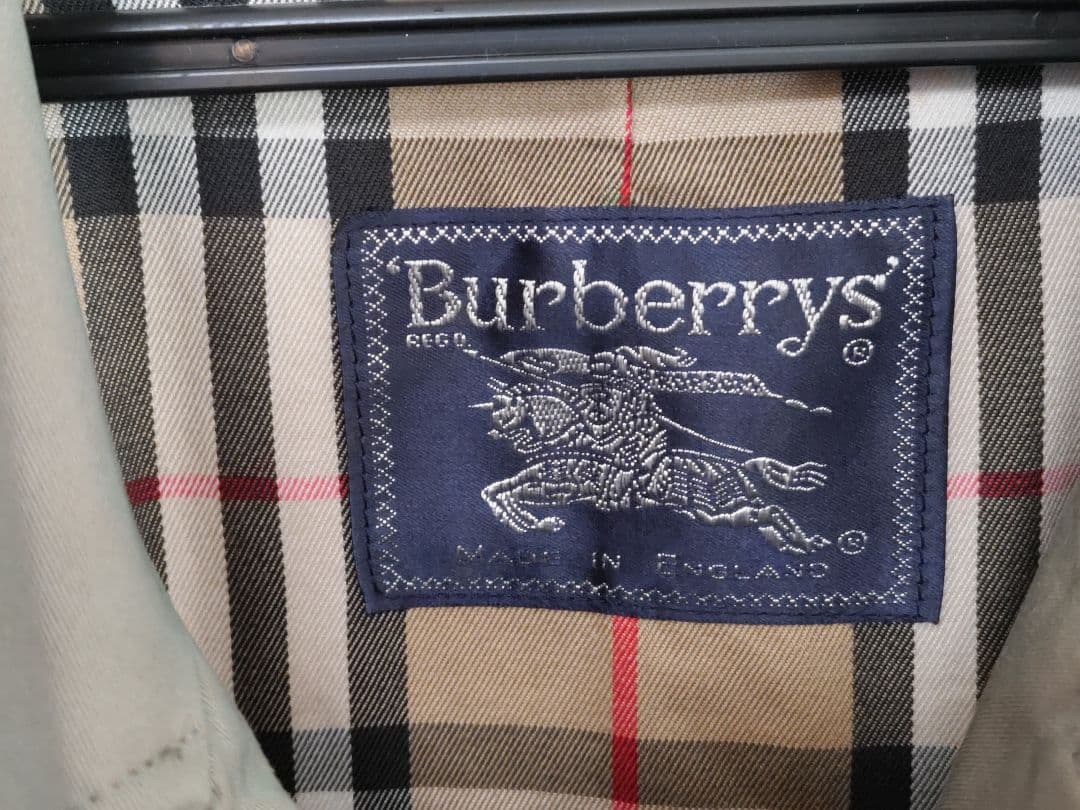 'Burberrys'
REGD. ®
®
MADE IN ENGLAND